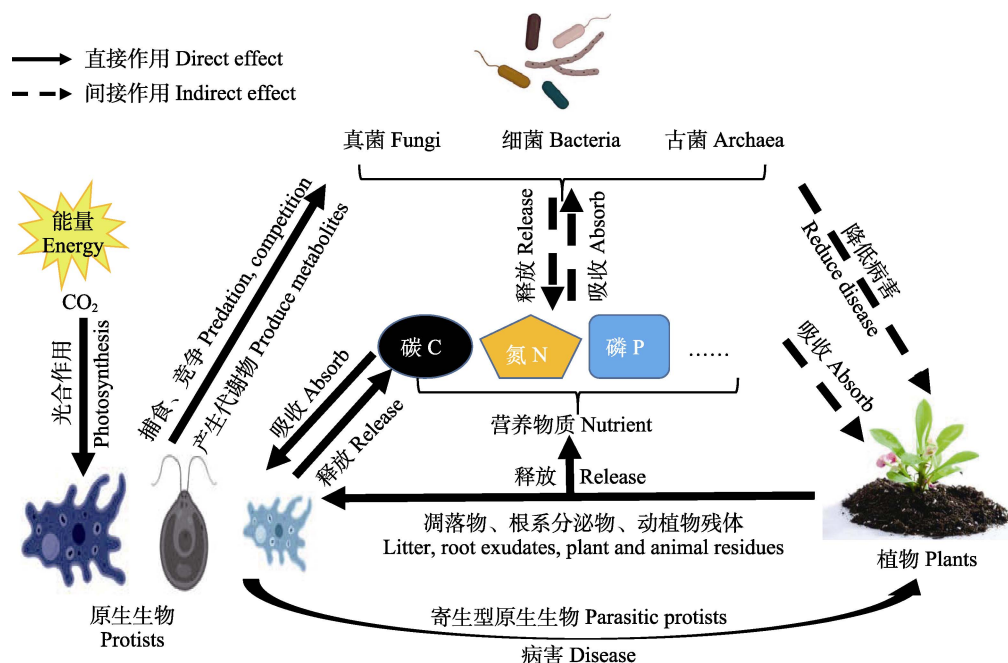 直接作用 Direct effect
间接作用 Indirect effect
真菌 Fungi
细菌 Bacteria
古菌 Archaea
能量
Energy
CO₂
光合作用
Photosynthesis
捕食、竞争 Predation, competition
产生代谢物 Produce metabolites
释放 Release
吸收 Absorb
降低病害
Reduce disease
吸收 Absorb
碳 C
氮 N
磷 P
……
吸收 Absorb
释放 Release
营养物质 Nutrient
释放 Release
凋落物、根系分泌物、动植物残体
Litter, root exudates, plant and animal residues
植物 Plants
原生生物
Protists
寄生型原生生物 Parasitic protists
病害 Disease